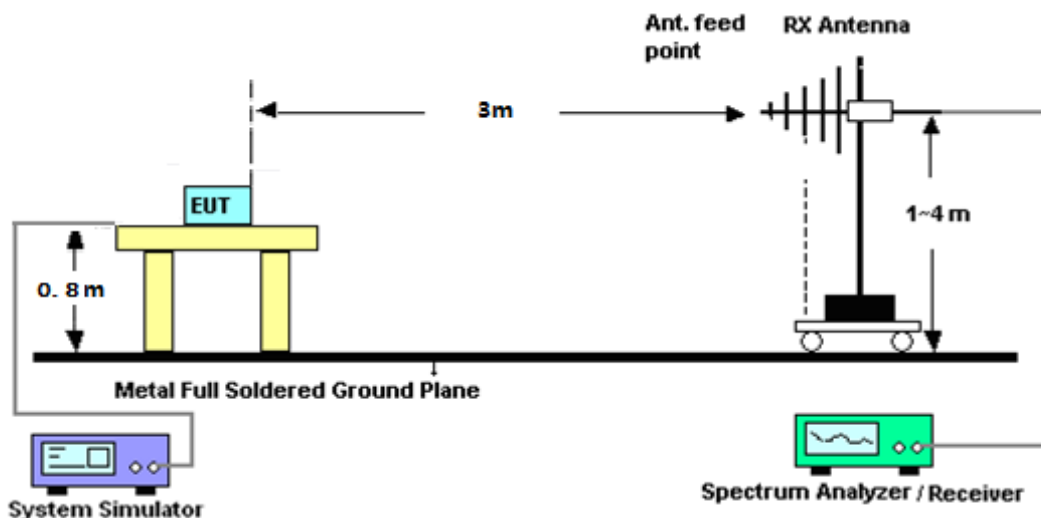 Ant. feed
point
RX Antenna
3m
EUT
1~4 m
0. 8 m
Metal Full Soldered Ground Plane
System Simulator
Spectrum Analyzer / Receiver